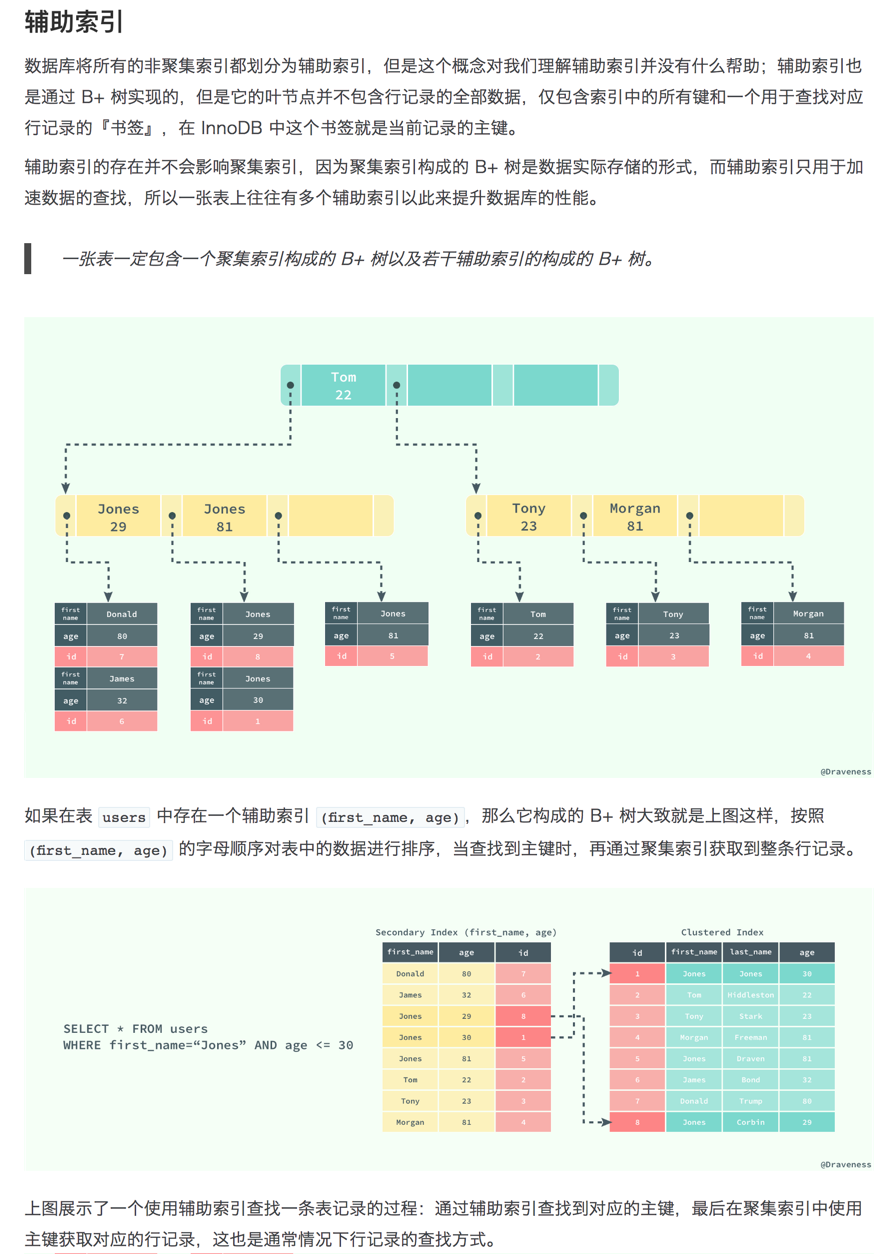 辅助索引
数据库将所有的非聚集索引都划分为辅助索引，但是这个概念对我们理解辅助索引并没有什么帮助；辅助索引也
是通过 B+ 树实现的，但是它的叶节点并不包含行记录的全部数据，仅包含索引中的所有键和一个用于查找对应
行记录的『书签』，在 InnoDB 中这个书签就是当前记录的主键。
辅助索引的存在并不会影响聚集索引，因为聚集索引构成的 B+ 树是数据实际存储的形式，而辅助索引只用于加
速数据的查找，所以一张表上往往有多个辅助索引以此来提升数据库的性能。
一张表一定包含一个聚集索引构成的 B+ 树以及若干辅助索引的构成的 B+ 树。
Tom
22
Jones Jones Tony Morgan
29 81 23 81
first name Donald first name Jones first name Jones first name Tom first name Tony first name Morgan
age 80 age 29 age 81 age 22 age 23 age 81
id 7 id 8 id 5 id 2 id 3 id 4
first name James first name Jones
age 32 age 30
id 6 id 1
@Draveness
如果在表 users 中存在一个辅助索引 (first_name, age)，那么它构成的 B+ 树大致就是上图这样，按照
(first_name, age) 的字母顺序对表中的数据进行排序，当查找到主键时，再通过聚集索引获取到整条行记录。
Secondary Index (first_name, age) Clustered Index
first_name age id id first_name last_name age
Donald 80 7 1 Jones Jones 30
James 32 6 2 Tom Hiddleston 22
Jones 29 8 3 Tony Stark 23
SELECT * FROM users
WHERE first_name=“Jones” AND age <= 30
Jones 30 1 4 Morgan Freeman 81
Jones 81 5 5 Jones Draven 81
Tom 22 2 6 James Bond 32
Tony 23 3 7 Donald Trump 80
Morgan 81 4 8 Jones Corbin 29
@Draveness
上图展示了一个使用辅助索引查找一条表记录的过程：通过辅助索引查找到对应的主键，最后在聚集索引中使用
主键获取对应的行记录，这也是通常情况下行记录的查找方式。